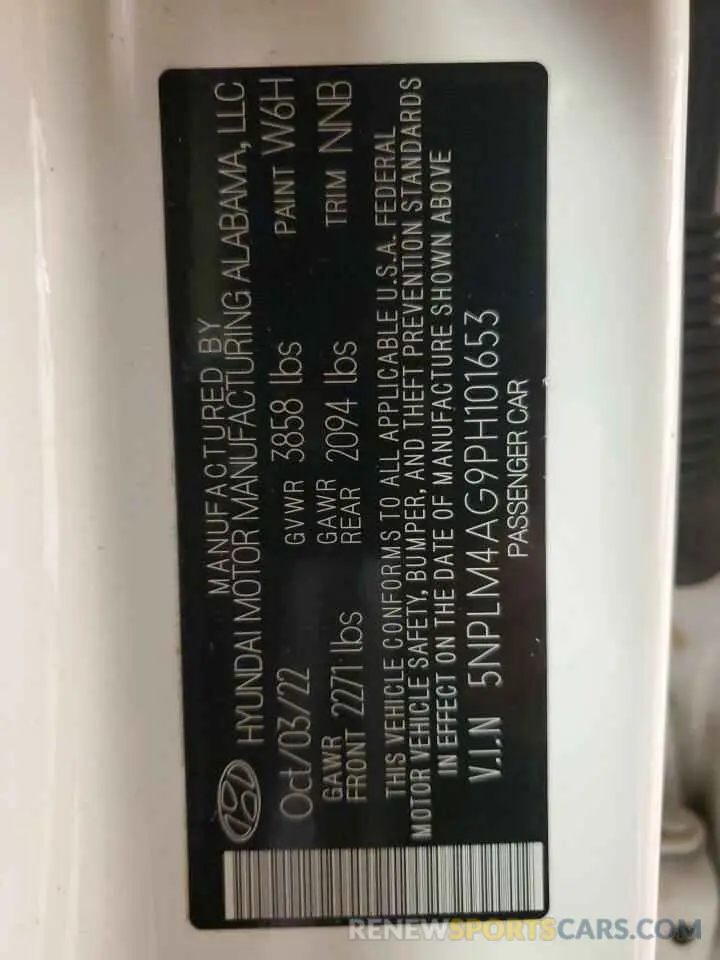 MANUFACTURED BY
HYUNDAI MOTOR MANUFACTURING ALABAMA, LLC
Oct/03/22 GVWR 3858 lbs PAINT W6H
GAWR FRONT 2271 lbs GAWR REAR 2094 lbs TRIM NNB
THIS VEHICLE CONFORMS TO ALL APPLICABLE U.S.A. FEDERAL
MOTOR VEHICLE SAFETY, BUMPER, AND THEFT PREVENTION STANDARDS
IN EFFECT ON THE DATE OF MANUFACTURE SHOWN ABOVE
V.I.N 5NPLM4AG9PH101653
PASSENGER CAR
RENEWSPORTSCARS.COM